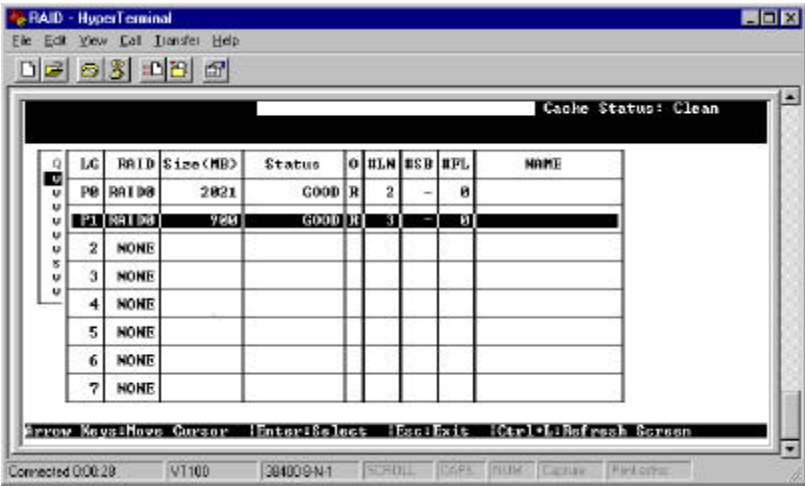 RAID - HyperTerminal
File Edit View Call Transfer Help
Cache Status: Clean
LG RAID Size(MB) Status O #LN #SB #FL NAME
P0 RAID0 2021 GOOD R 2 - 0
P1 RAID0 900 GOOD R 3 - 0
2 NONE
3 NONE
4 NONE
5 NONE
6 NONE
7 NONE
Arrow Keys:Move Cursor |Enter:Select |Esc:Exit |Ctrl+L:Refresh Screen
Connected 0:00:28 VT100 38400 8-N-1 SCROLL CAPS NUM Capture Print echo